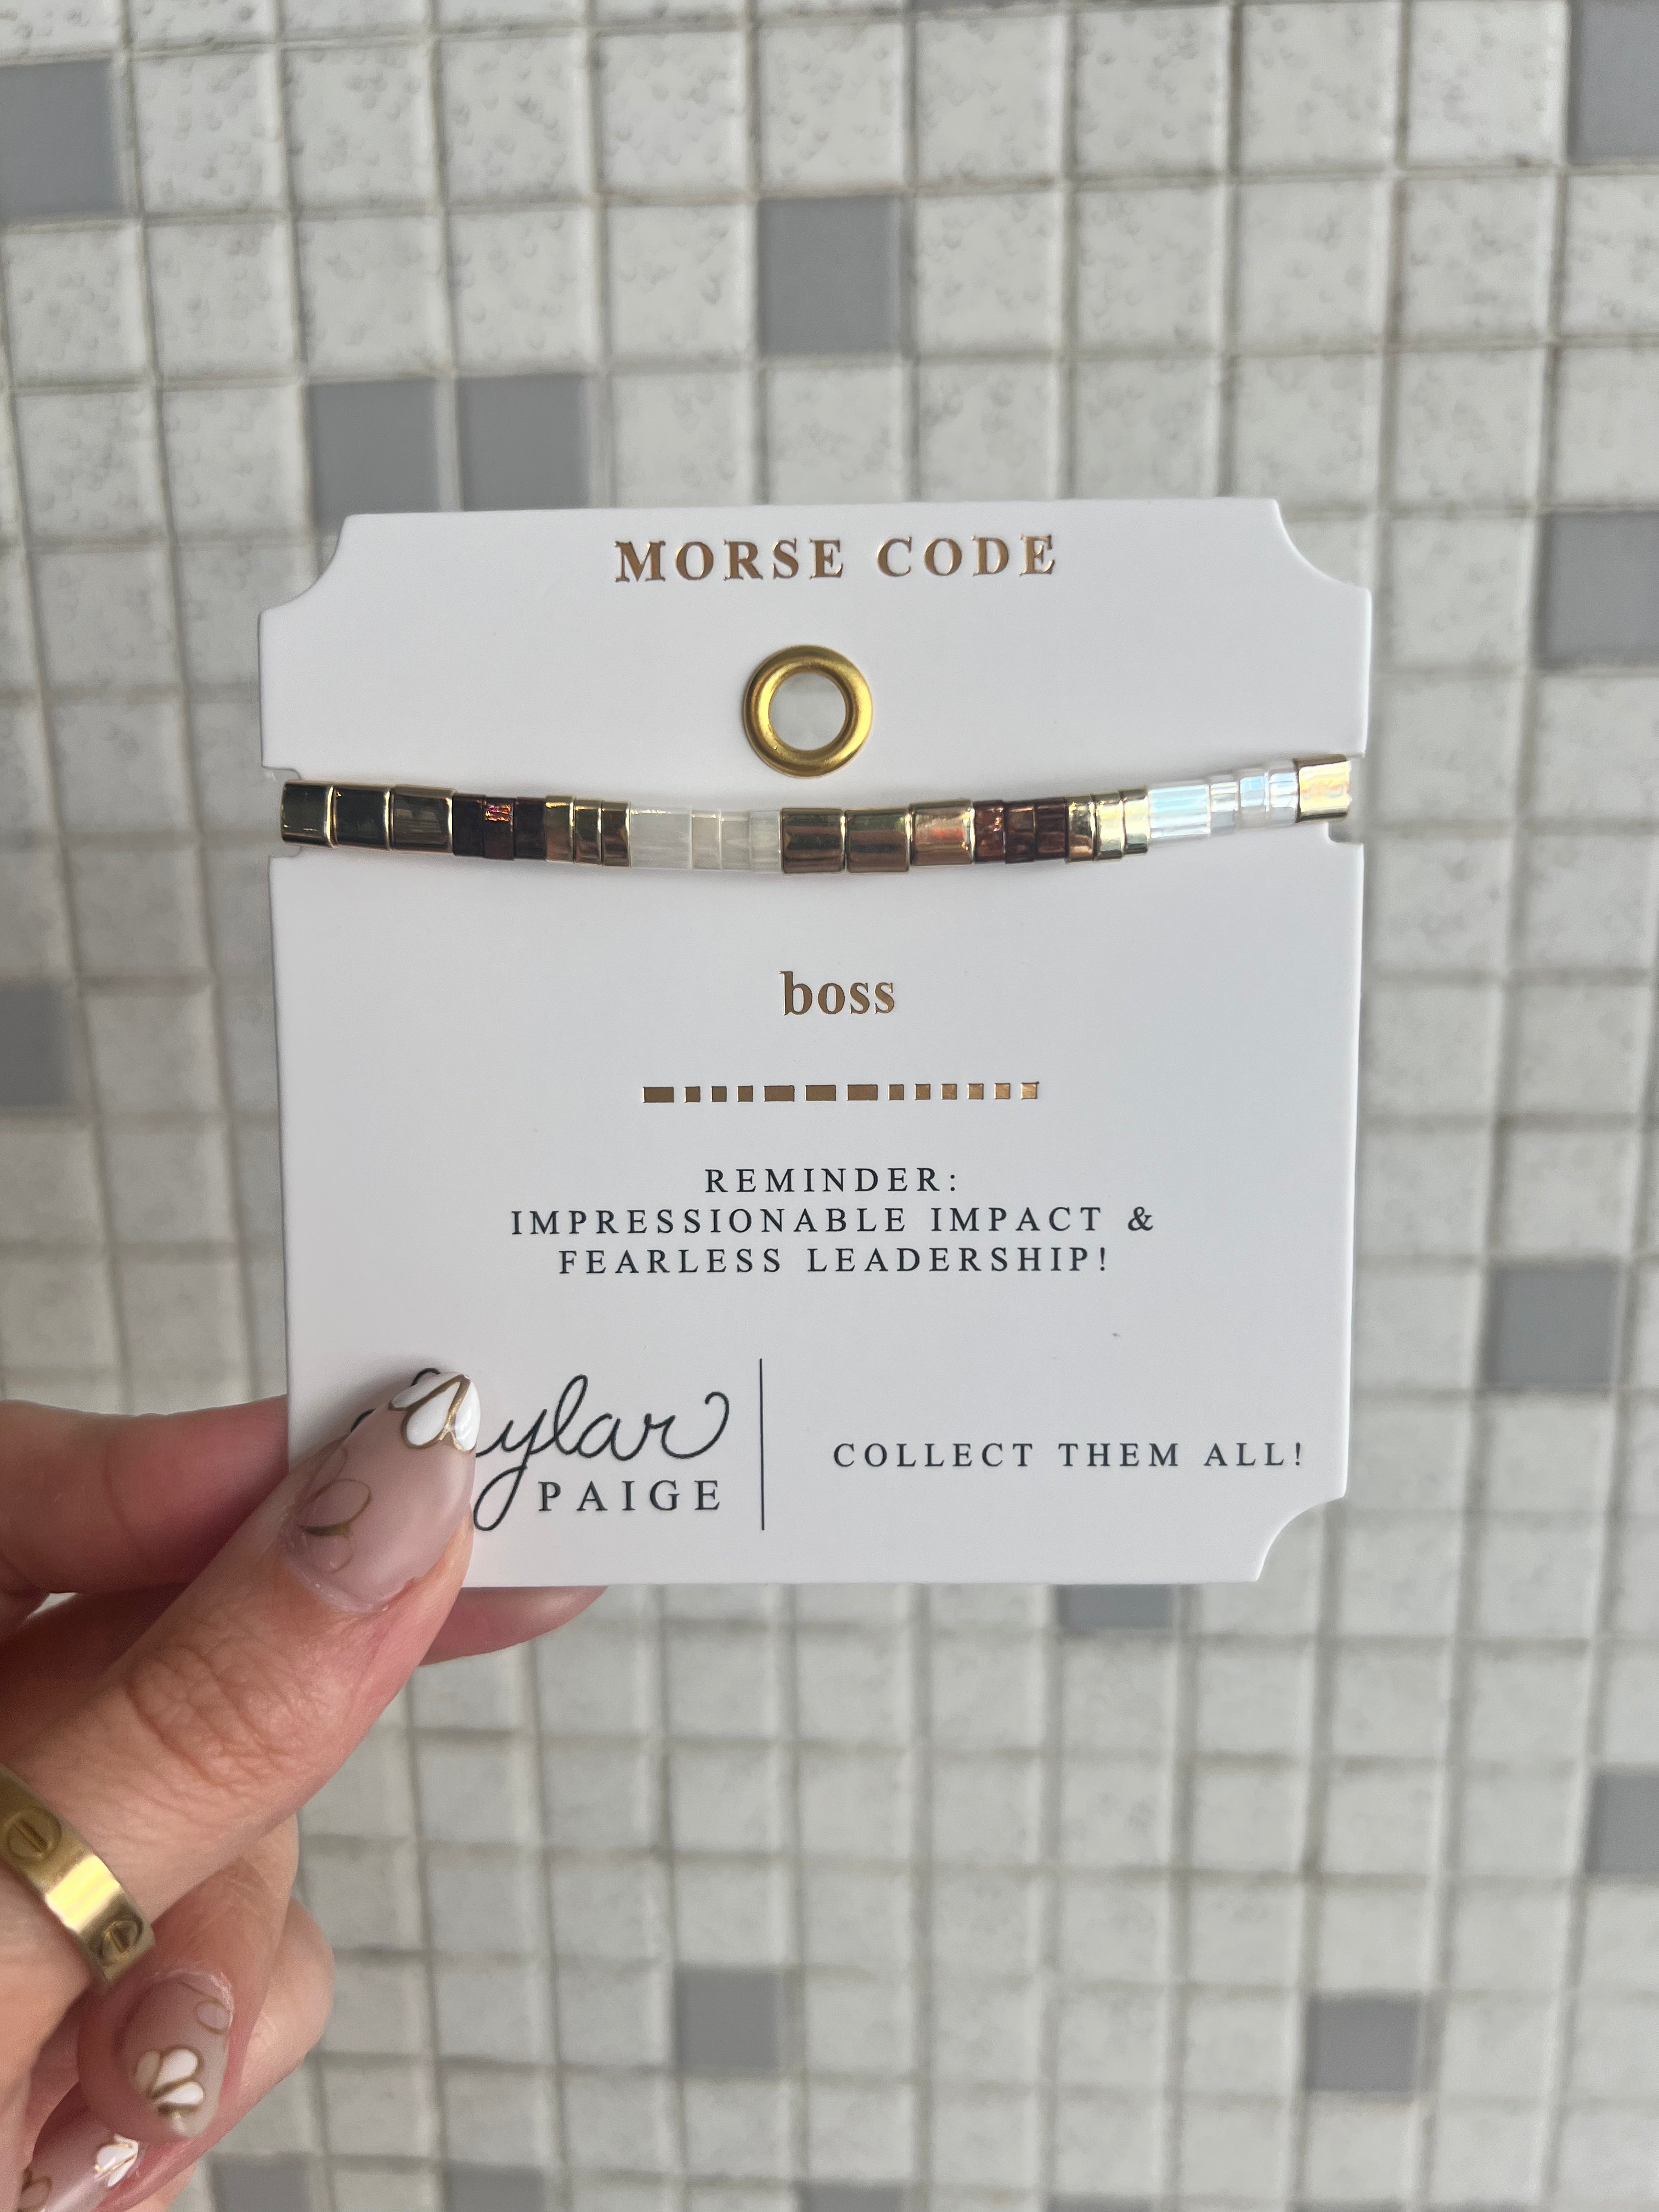 MORSE CODE
boss
REMINDER:
IMPRESSIONABLE IMPACT &
FEARLESS LEADERSHIP!
PAIGE
COLLECT THEM ALL!